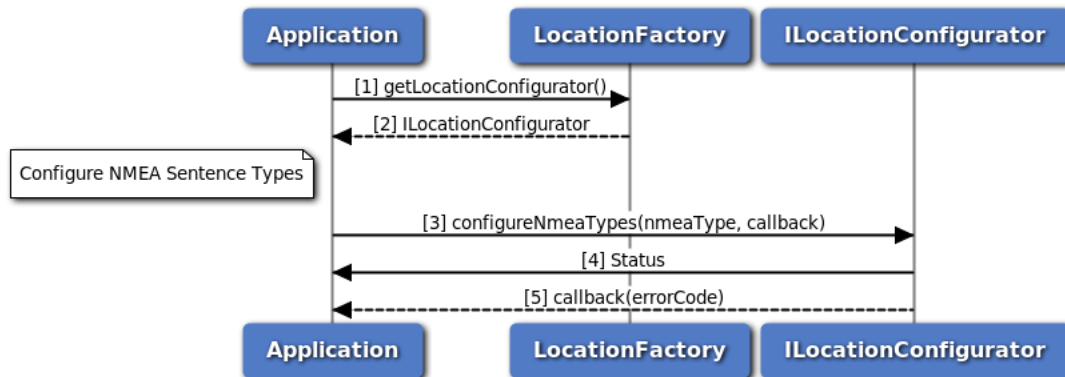 Application LocationFactory ILocationConfigurator
[1] getLocationConfigurator()
[2] ILocationConfigurator
Configure NMEA Sentence Types
[3] configureNmeaTypes(nmeaType, callback)
[4] Status
[5] callback(errorCode)
Application LocationFactory ILocationConfigurator